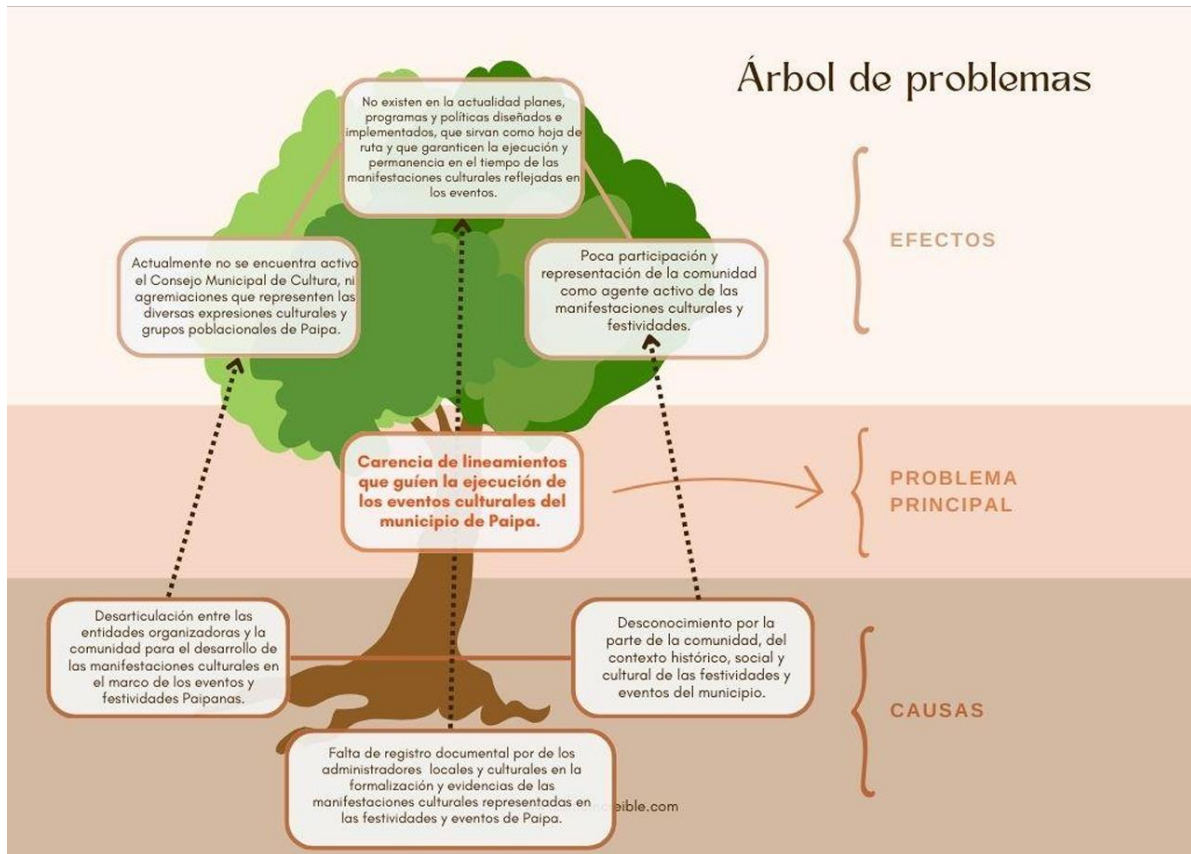 Árbol de problemas
No existen en la actualidad planes,
programas y políticas diseñados e
implementados, que sirvan como hoja de
ruta y que garanticen la ejecución y
permanencia en el tiempo de las
manifestaciones culturales reflejadas en
los eventos.
Actualmente no se encuentra activo
el Consejo Municipal de Cultura, ni
agremiaciones que representen las
diversas expresiones culturales y
grupos poblacionales de Paipa.
Poca participación y
representación de la comunidad
como agente activo de las
manifestaciones culturales y
festividades.
EFECTOS
Carencia de lineamientos
que guíen la ejecución de
los eventos culturales del
municipio de Paipa.
PROBLEMA
PRINCIPAL
Desarticulación entre las
entidades organizadoras y la
comunidad para el desarrollo de
las manifestaciones culturales en
el marco de los eventos y
festividades Paipanas.
Desconocimiento por la
parte de la comunidad, del
contexto histórico, social y
cultural de las festividades y
eventos del municipio.
CAUSAS
Falta de registro documental por de los
administradores locales y culturales en la
formalización y evidencias de las
manifestaciones culturales representadas en
las festividades y eventos de Paipa.